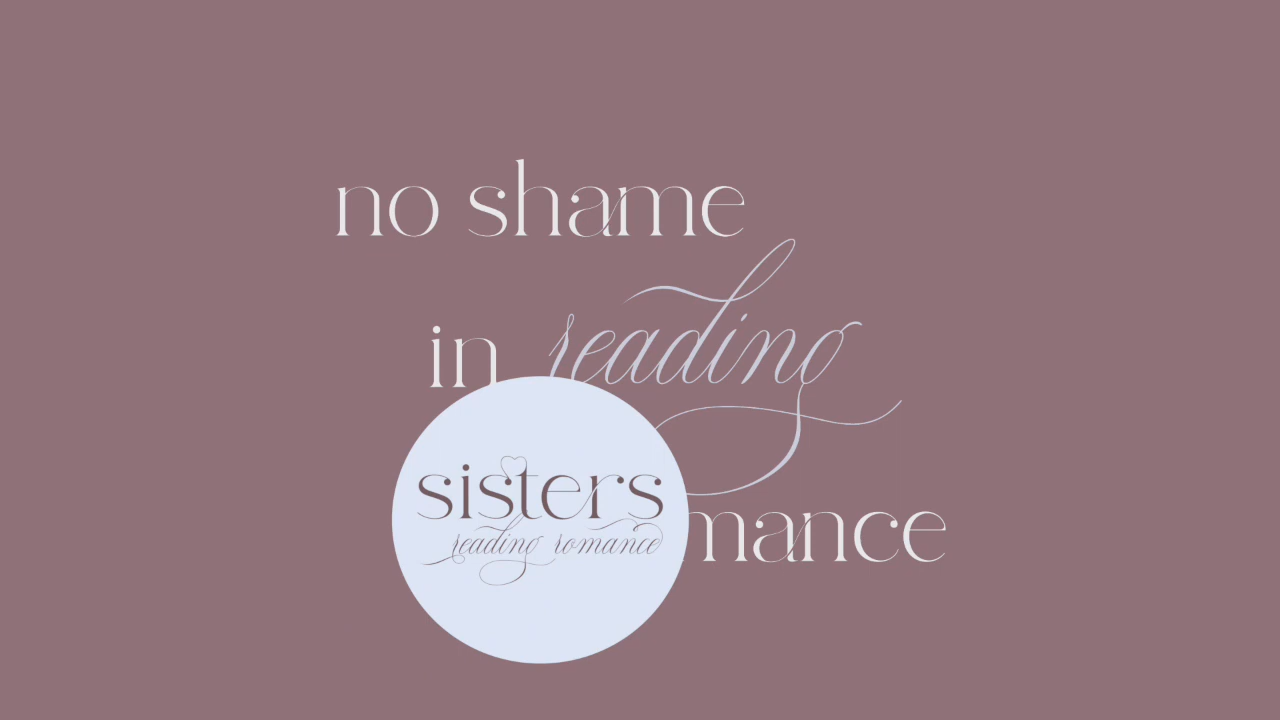 no shame
in reading
mance
sisters
reading romance